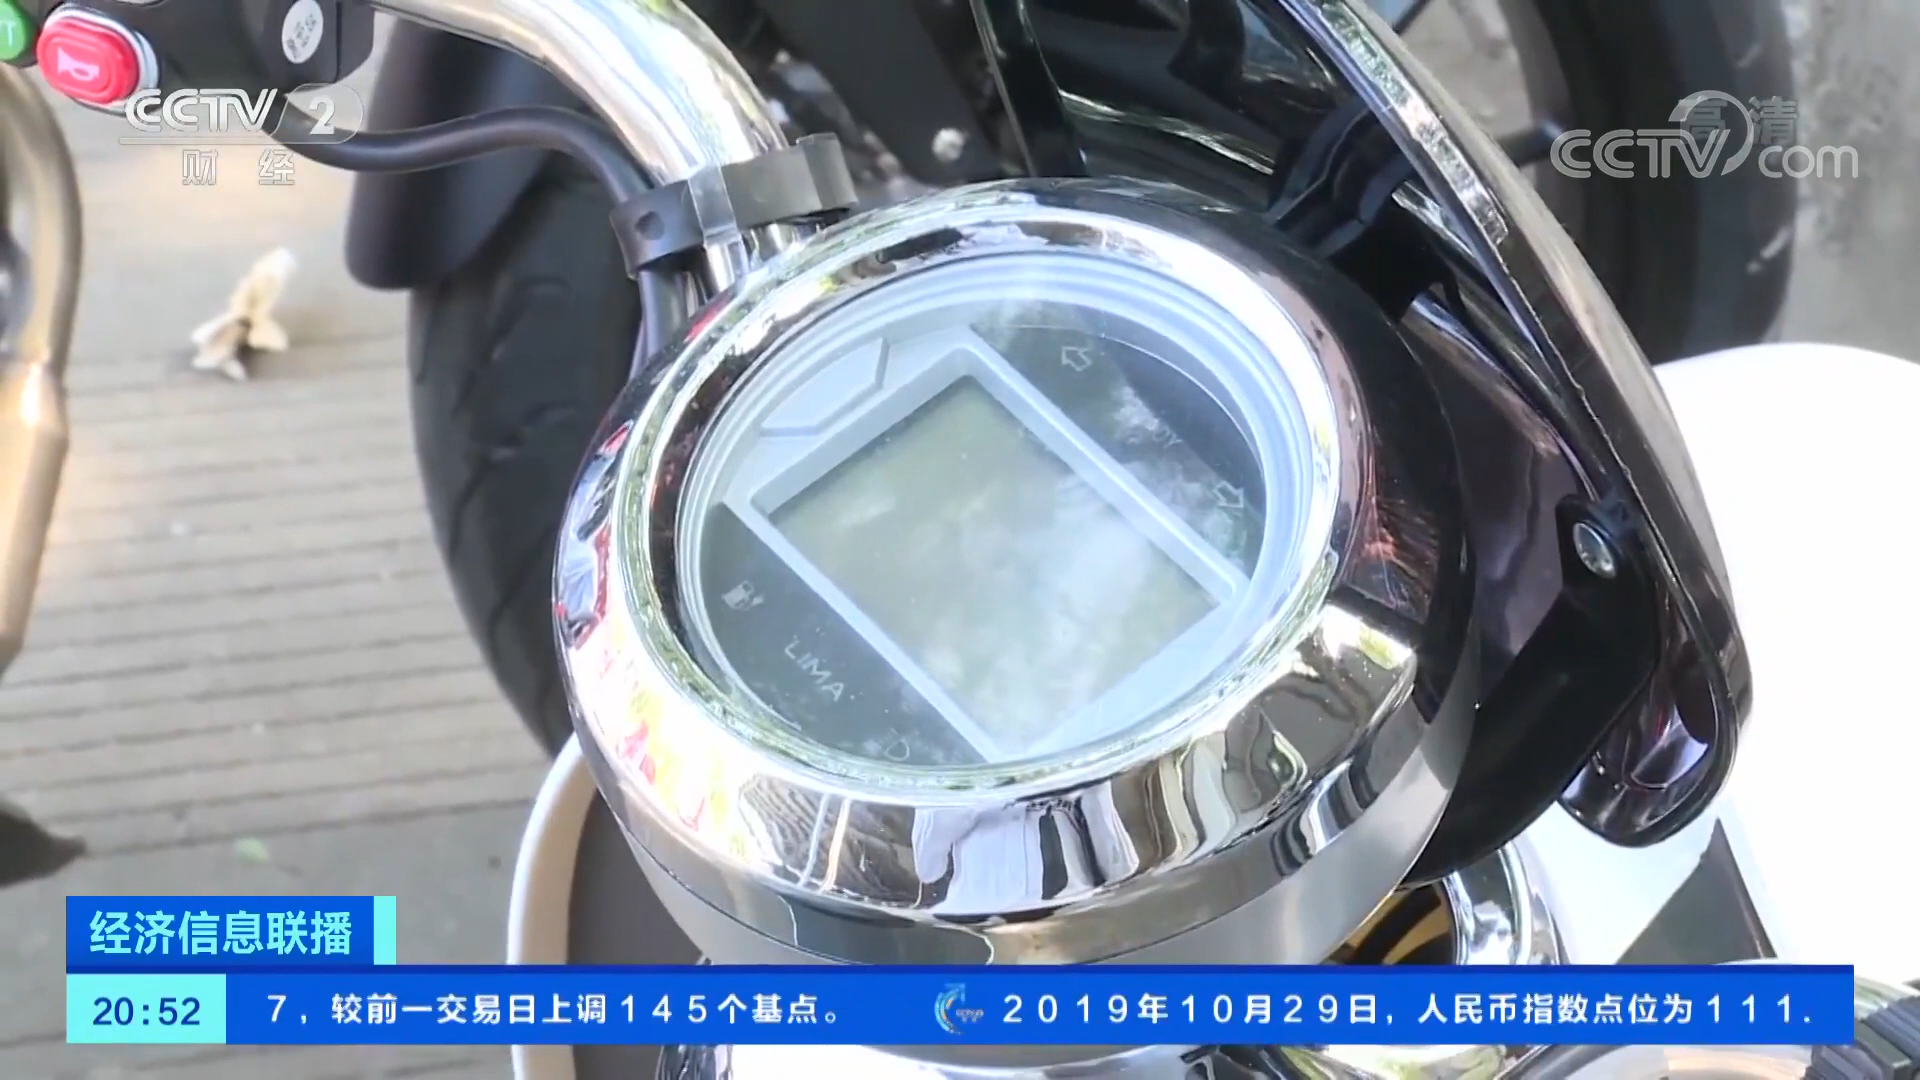 CCTV 2
财 经
高清
CCTV.com
LIMA
经济信息联播
20:52
7，较前一交易日上调145个基点。 2019年10月29日，人民币指数点位为111.